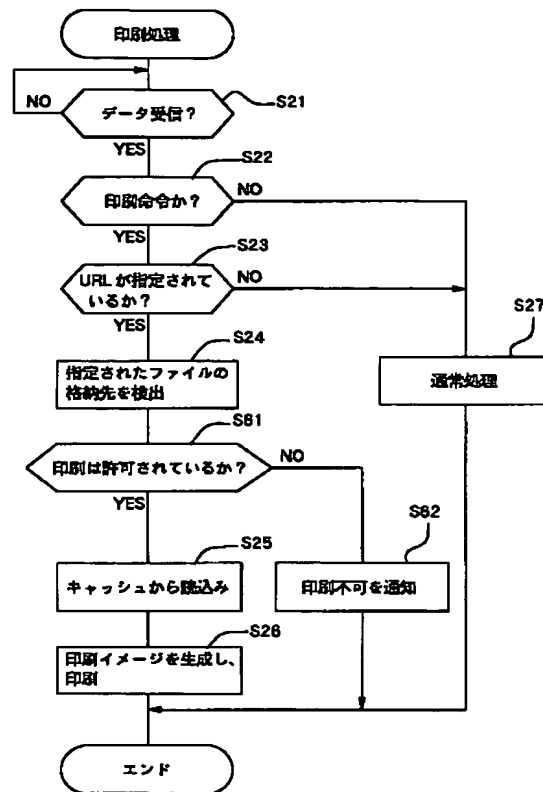 印刷処理
S21
データ受信？
NO
YES
S22
印刷命令か？
NO
YES
S23
URLが指定されて
いるか？
NO
YES
S24
指定されたファイルの
格納先を検出
S27
通常処理
S61
印刷は許可されているか？
NO
YES
S62
印刷不可を通知
S25
キャッシュから読込み
S26
印刷イメージを生成し、
印刷
エンド